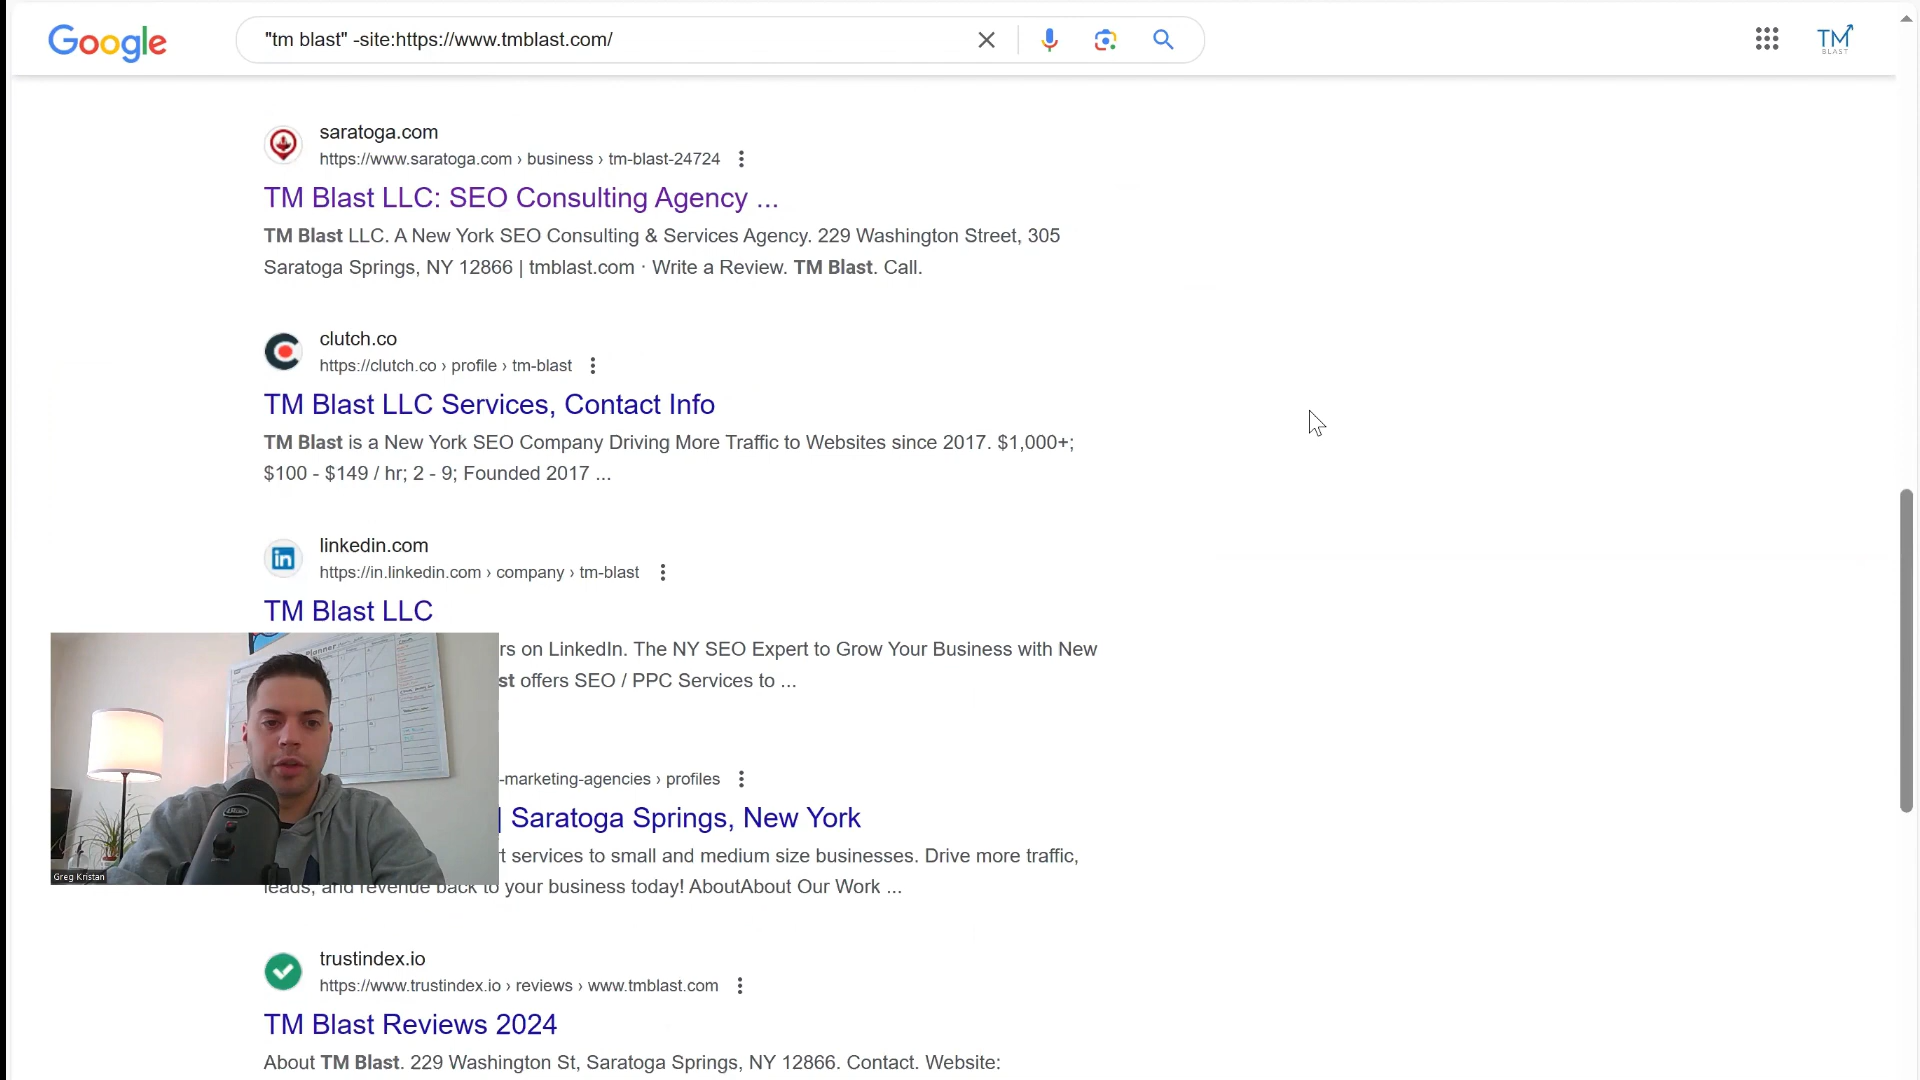 Google
"tm blast" -site:https://www.tmblast.com/
TM
BLAST
saratoga.com
https://www.saratoga.com › business › tm-blast-24724
TM Blast LLC: SEO Consulting Agency ...
TM Blast LLC. A New York SEO Consulting & Services Agency. 229 Washington Street, 305
Saratoga Springs, NY 12866 | tmblast.com · Write a Review. TM Blast. Call.
clutch.co
https://clutch.co › profile › tm-blast
TM Blast LLC Services, Contact Info
TM Blast is a New York SEO Company Driving More Traffic to Websites since 2017. $1,000+;
$100 - $149 / hr; 2 - 9; Founded 2017 ...
in
linkedin.com
https://in.linkedin.com › company › tm-blast
TM Blast LLC
rs on LinkedIn. The NY SEO Expert to Grow Your Business with New
st offers SEO / PPC Services to ...
Planner
-marketing-agencies › profiles
| Saratoga Springs, New York
t services to small and medium size businesses. Drive more traffic,
Greg Kristan
leads, and revenue back to your business today! AboutAbout Our Work ...
trustindex.io
https://www.trustindex.io › reviews › www.tmblast.com
TM Blast Reviews 2024
About TM Blast. 229 Washington St, Saratoga Springs, NY 12866. Contact. Website: